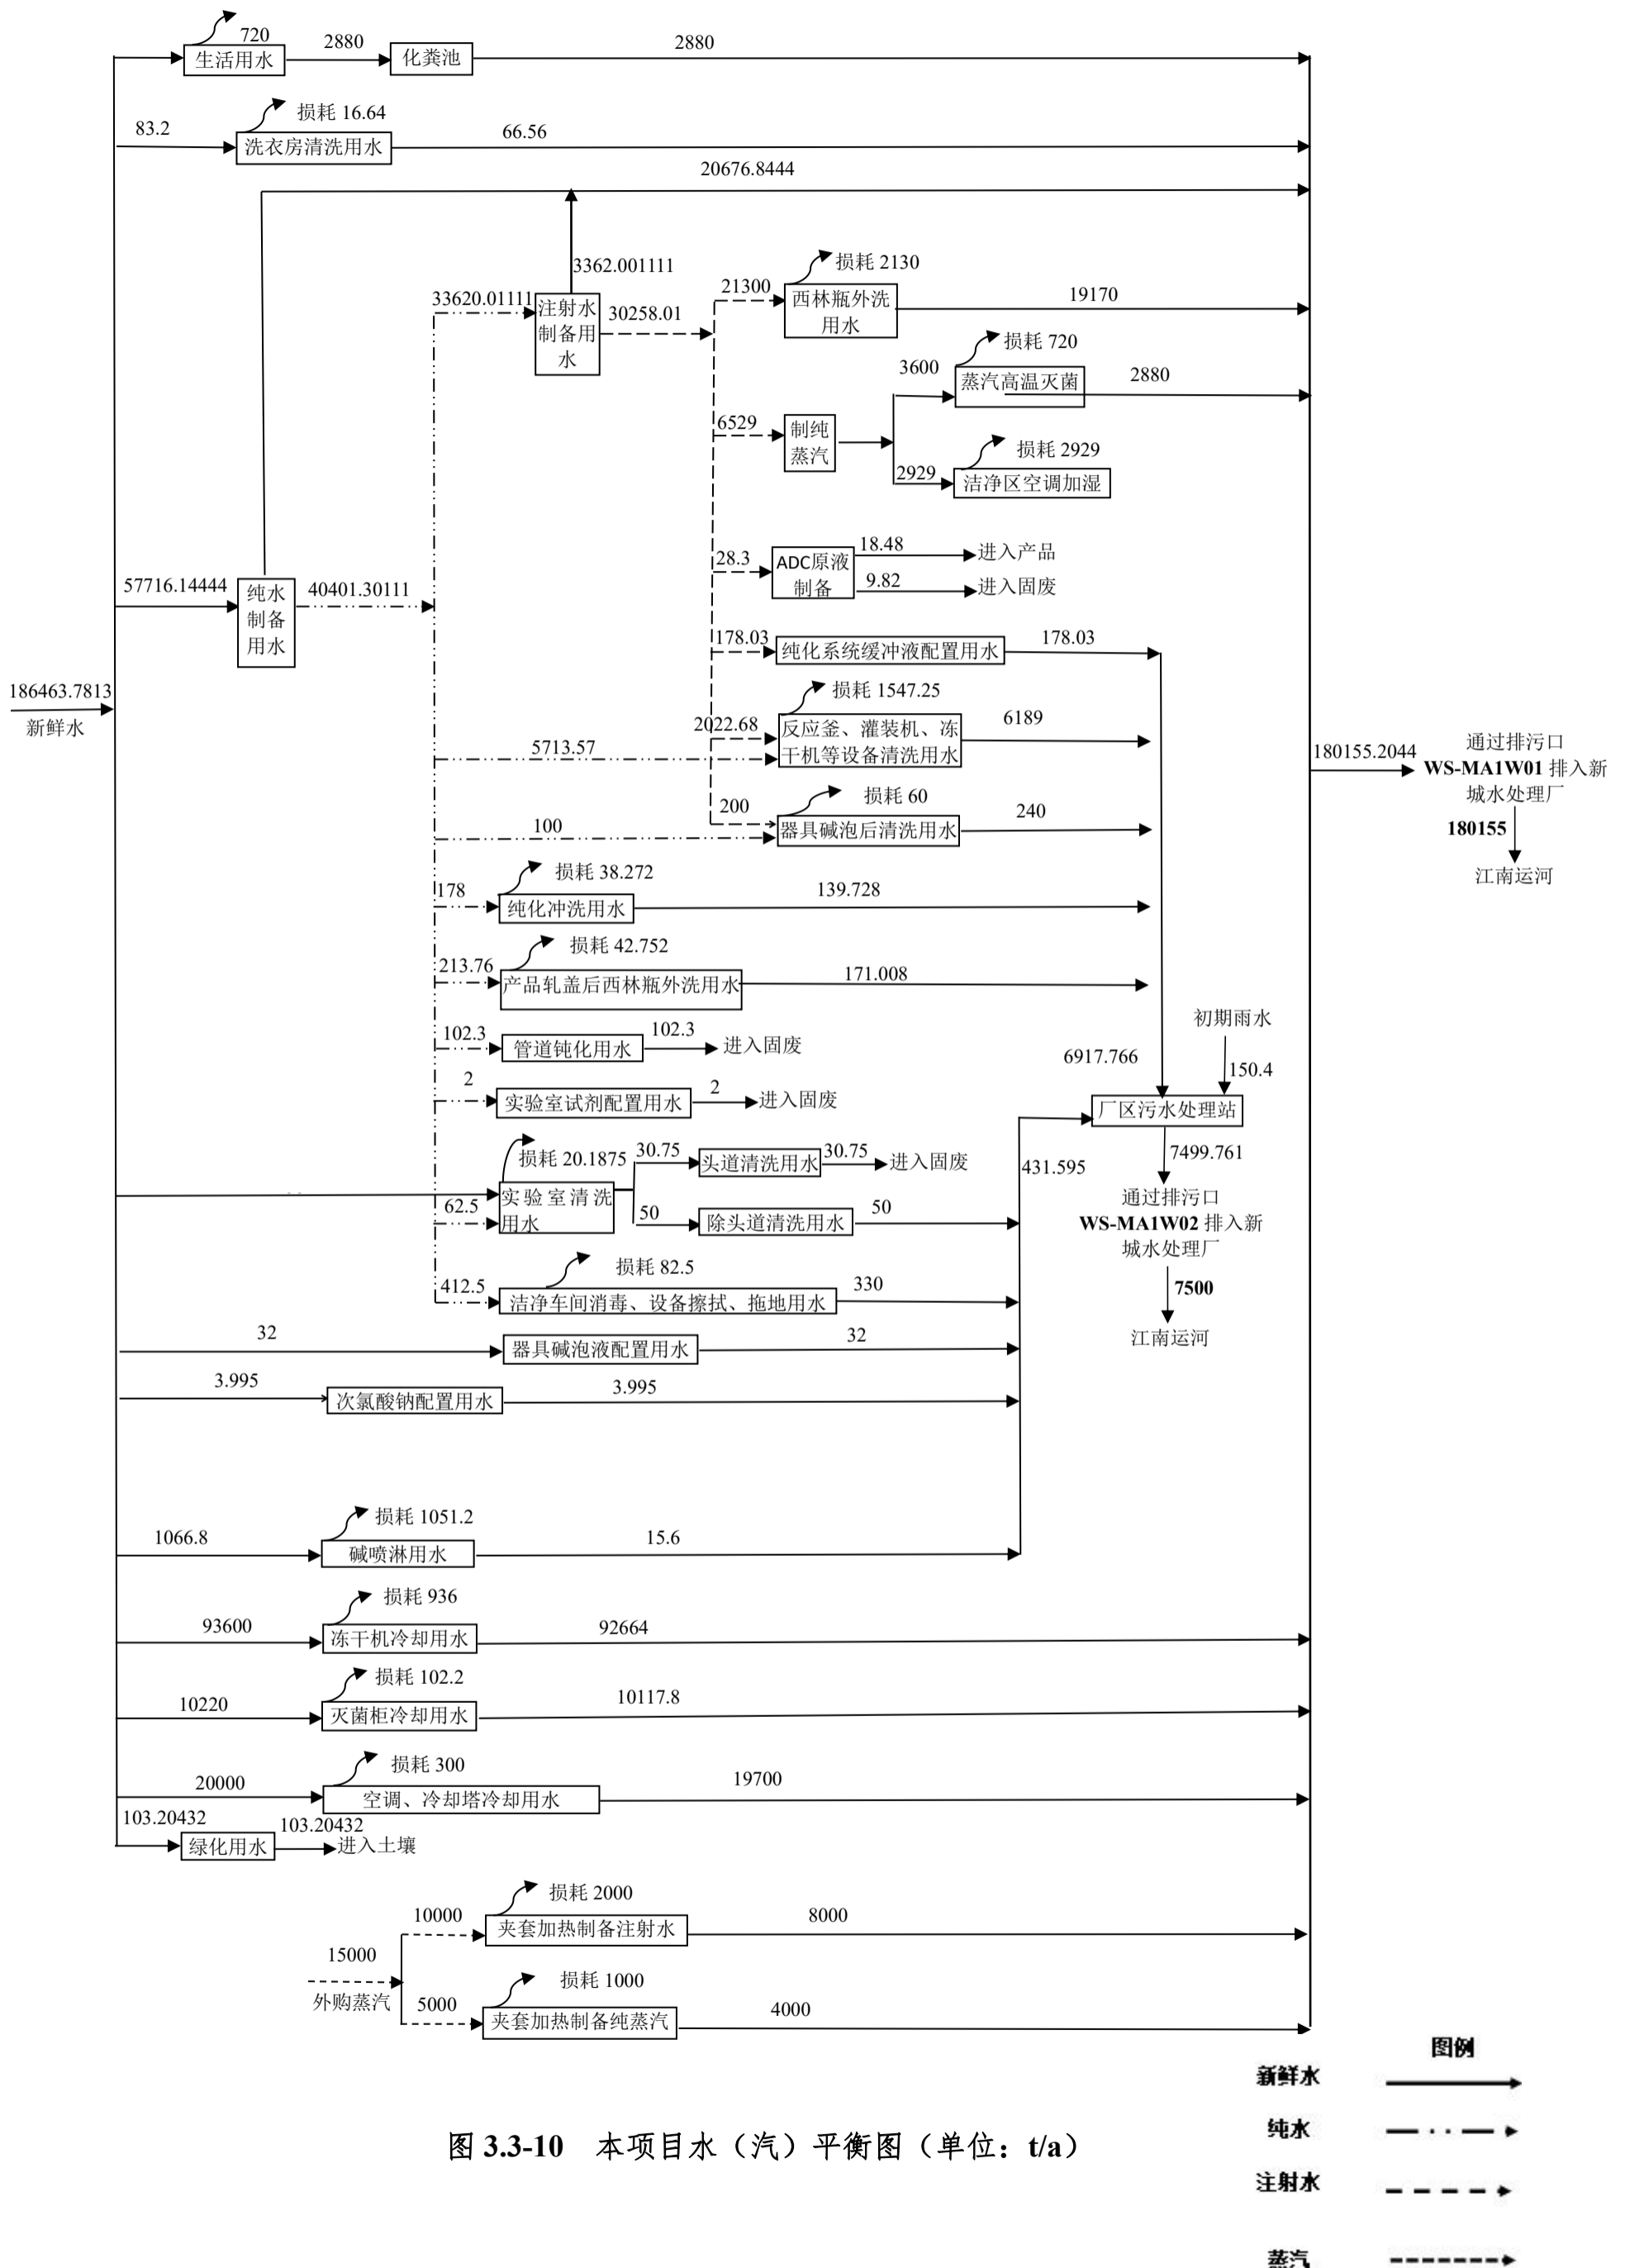 720
生活用水
2880
化粪池
2880
83.2
损耗 16.64
洗衣房清洗用水
66.56
20676.8444
3362.001111
33620.01111
注射水
制备用
水
30258.01
21300
损耗 2130
西林瓶外洗
用水
19170
3600
损耗 720
蒸汽高温灭菌
2880
6529
制纯
蒸汽
2929
损耗 2929
洁净区空调加湿
28.3
ADC原液
制备
18.48
进入产品
9.82
进入固废
57716.14444
纯水
制备
用水
40401.30111
178.03
纯化系统缓冲液配置用水
178.03
186463.7813
新鲜水
损耗 1547.25
2022.68
5713.57
反应釜、灌装机、冻
干机等设备清洗用水
6189
180155.2044
通过排污口
WS-MA1W01 排入新
城水处理厂
180155
江南运河
200
100
损耗 60
器具碱泡后清洗用水
240
178
损耗 38.272
纯化冲洗用水
139.728
213.76
损耗 42.752
产品轧盖后西林瓶外洗用水
171.008
102.3
管道钝化用水
102.3
进入固废
初期雨水
150.4
6917.766
2
实验室试剂配置用水
2
进入固废
厂区污水处理站
7499.761
通过排污口
WS-MA1W02 排入新
城水处理厂
7500
江南运河
损耗 20.1875
62.5
实验室清洗
用水
30.75
头道清洗用水
30.75
进入固废
431.595
50
除头道清洗用水
50
412.5
损耗 82.5
洁净车间消毒、设备擦拭、拖地用水
330
32
器具碱泡液配置用水
32
3.995
次氯酸钠配置用水
3.995
1066.8
损耗 1051.2
碱喷淋用水
15.6
93600
损耗 936
冻干机冷却用水
92664
10220
损耗 102.2
灭菌柜冷却用水
10117.8
20000
损耗 300
空调、冷却塔冷却用水
19700
103.20432
绿化用水
103.20432
进入土壤
15000
外购蒸汽
10000
损耗 2000
夹套加热制备注射水
8000
5000
损耗 1000
夹套加热制备纯蒸汽
4000
图例
新鲜水
纯水
注射水
蒸汽
图 3.3-10 本项目水（汽）平衡图（单位：t/a）